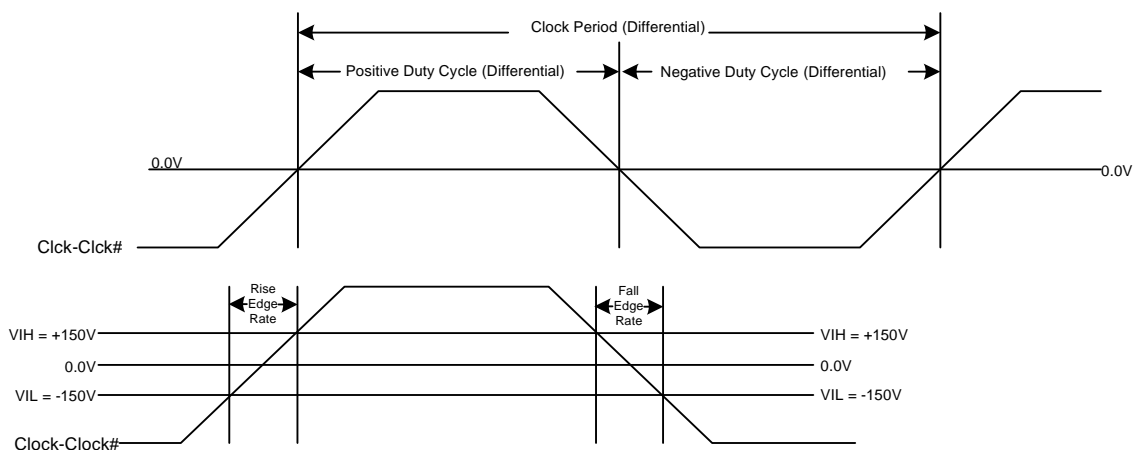 Clock Period (Differential)
Positive Duty Cycle (Differential)
Negative Duty Cycle (Differential)
0.0V
0.0V
Clck-Clck#
Rise
Edge
Rate
Fall
Edge
Rate
VIH = +150V
VIH = +150V
0.0V
0.0V
VIL = -150V
VIL = -150V
Clock-Clock#